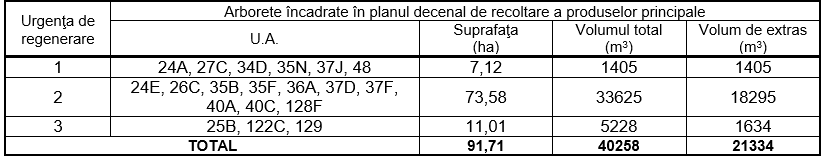 Urgenţa de regenerare | Arborete încadrate în planul decenal de recoltare a produselor principale
U.A. | Suprafaţa (ha) | Volumul total (m³) | Volum de extras (m³)
1 | 24A, 27C, 34D, 35N, 37J, 48 | 7,12 | 1405 | 1405
2 | 24E, 26C, 35B, 35F, 36A, 37D, 37F, 40A, 40C, 128F | 73,58 | 33625 | 18295
3 | 25B, 122C, 129 | 11,01 | 5228 | 1634
TOTAL | 91,71 | 40258 | 21334